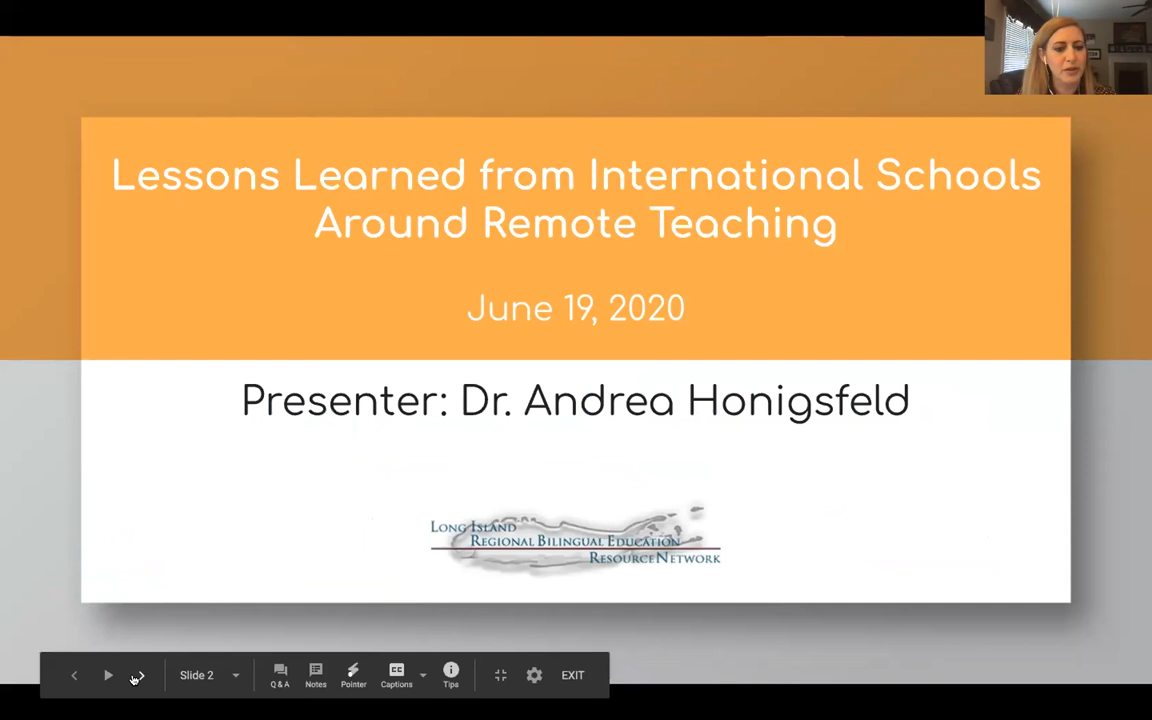 Lessons Learned from International Schools
Around Remote Teaching
June 19, 2020
Presenter: Dr. Andrea Honigsfeld
LONG ISLAND
REGIONAL BILINGUAL EDUCATION
RESOURCE NETWORK
Slide 2
Q & A
Notes
Pointer
CC
Captions
Tips
EXIT